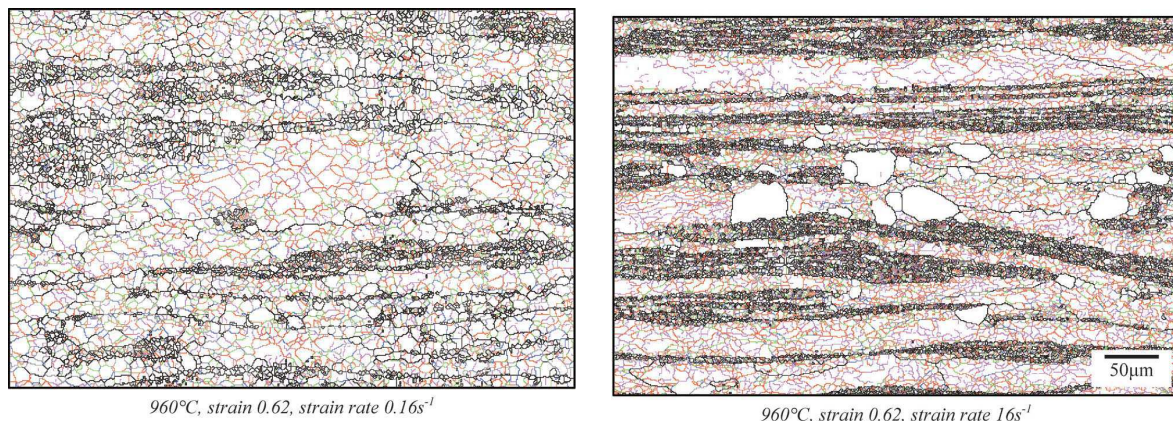 50μm
960°C, strain 0.62, strain rate 0.16s⁻¹
960°C, strain 0.62, strain rate 16s⁻¹